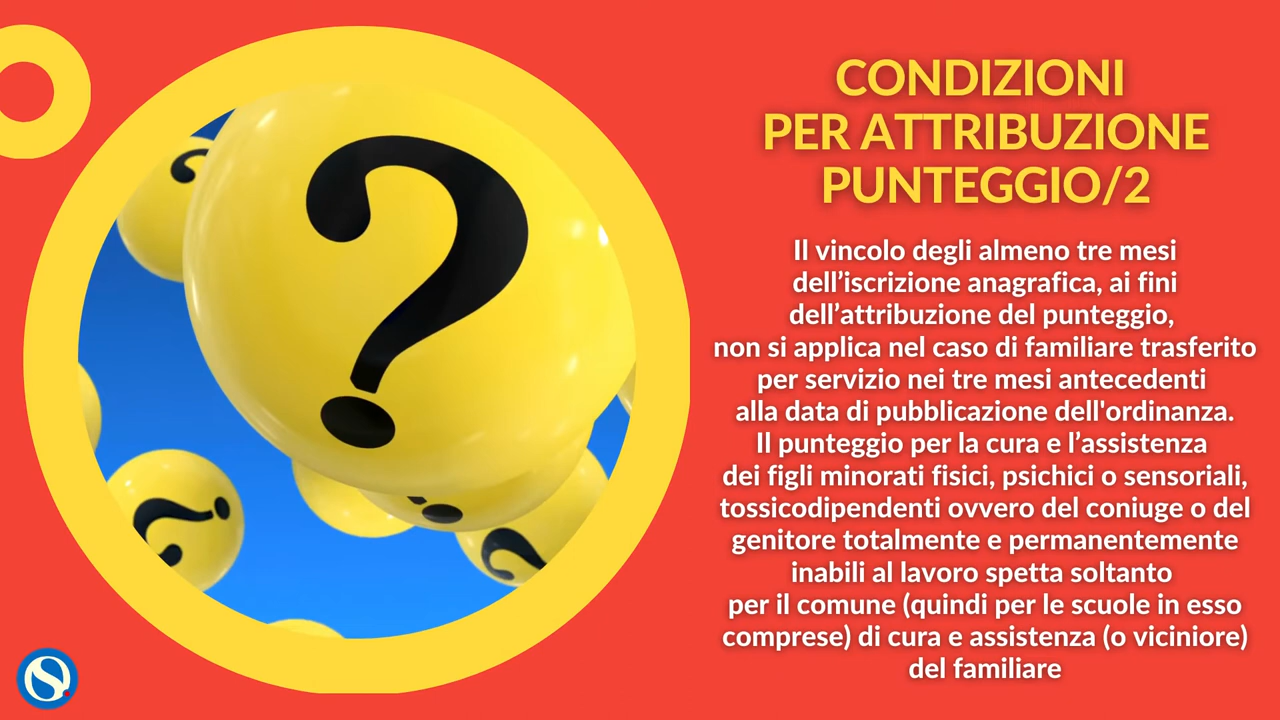 CONDIZIONI
PER ATTRIBUZIONE
PUNTEGGIO/2
Il vincolo degli almeno tre mesi
dell’iscrizione anagrafica, ai fini
dell’attribuzione del punteggio,
non si applica nel caso di familiare trasferito
per servizio nei tre mesi antecedenti
alla data di pubblicazione dell'ordinanza.
Il punteggio per la cura e l’assistenza
dei figli minorati fisici, psichici o sensoriali,
tossicodipendenti ovvero del coniuge o del
genitore totalmente e permanentemente
inabili al lavoro spetta soltanto
per il comune (quindi per le scuole in esso
comprese) di cura e assistenza (o viciniore)
del familiare
?
?
?
?
S